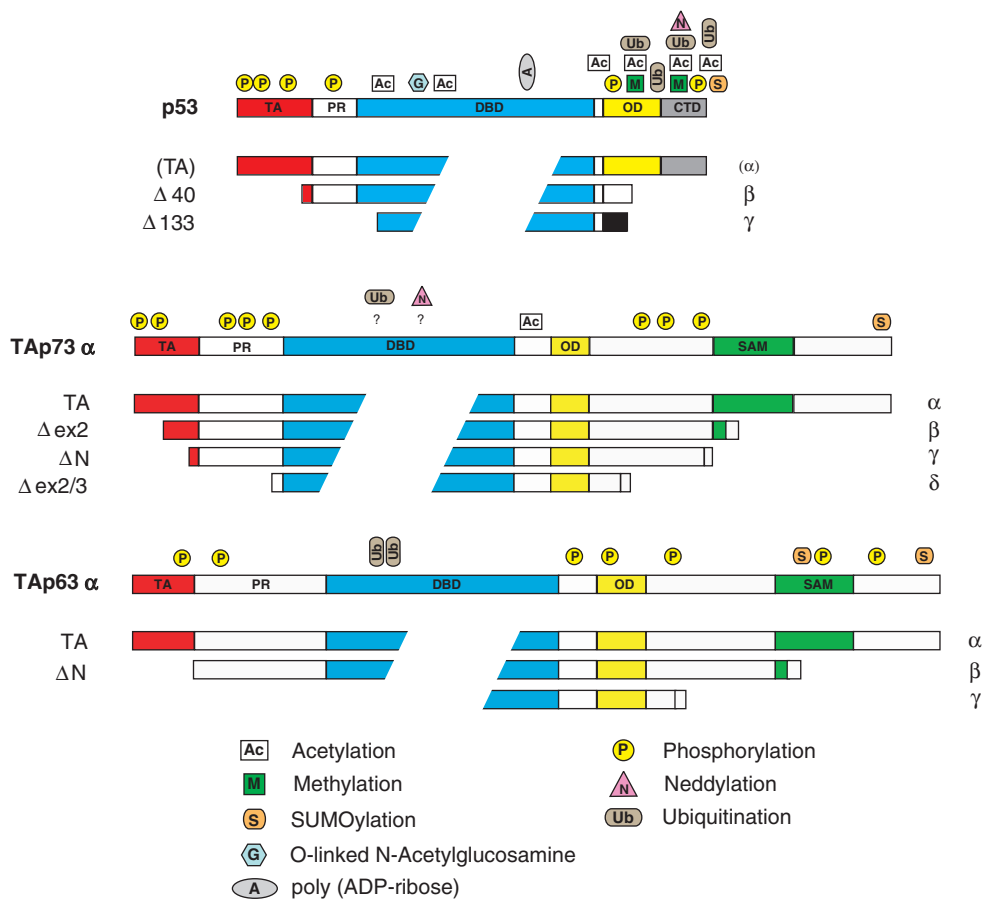 N
Ub Ub Ub
Ac Ac Ac Ac
P P P P Ac G Ac A P M Ub M P S
p53 TA PR DBD OD CTD
(TA) (α)
Δ 40 β
Δ 133 γ
Ub N
? ?
P P P P P Ac P P P S
TAp73 α TA PR DBD OD SAM
TA α
Δ ex2 β
ΔN γ
Δ ex2/3 δ
P P Ub Ub P P P S P P S
TAp63 α TA PR DBD OD SAM
TA α
ΔN β
γ
Ac Acetylation
M Methylation
S SUMOylation
G O-linked N-Acetylglucosamine
A poly (ADP-ribose)
P Phosphorylation
N Neddylation
Ub Ubiquitination